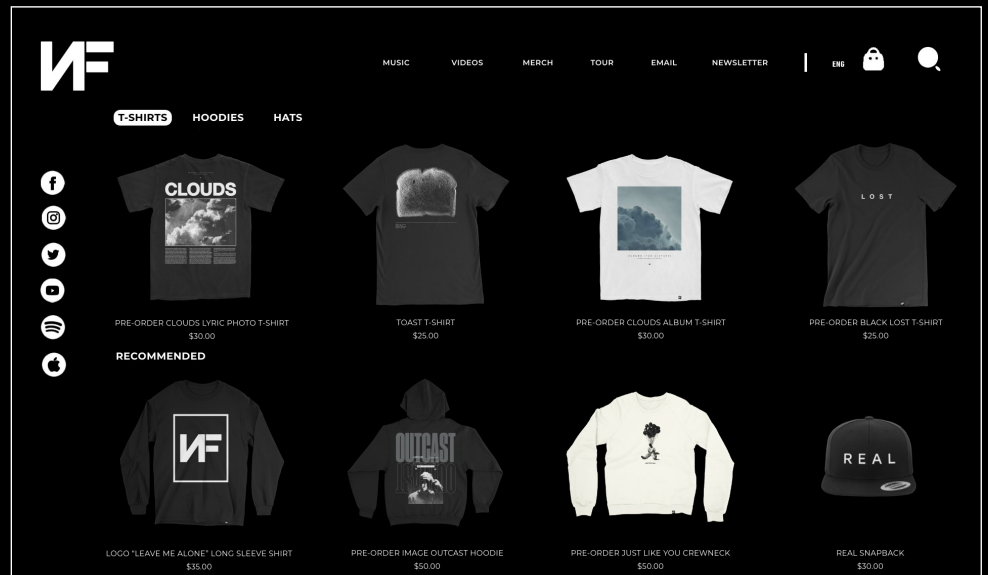 NF
MUSIC VIDEOS MERCH TOUR EMAIL NEWSLETTER ENG
T-SHIRTS HOODIES HATS
CLOUDS
LOST
PRE-ORDER CLOUDS LYRIC PHOTO T-SHIRT
$30.00
TOAST T-SHIRT
$25.00
PRE-ORDER CLOUDS ALBUM T-SHIRT
$30.00
PRE-ORDER BLACK LOST T-SHIRT
$25.00
RECOMMENDED
NF
OUTCAST
REAL
LOGO "LEAVE ME ALONE" LONG SLEEVE SHIRT
$35.00
PRE-ORDER IMAGE OUTCAST HOODIE
$50.00
PRE-ORDER JUST LIKE YOU CREWNECK
$50.00
REAL SNAPBACK
$30.00